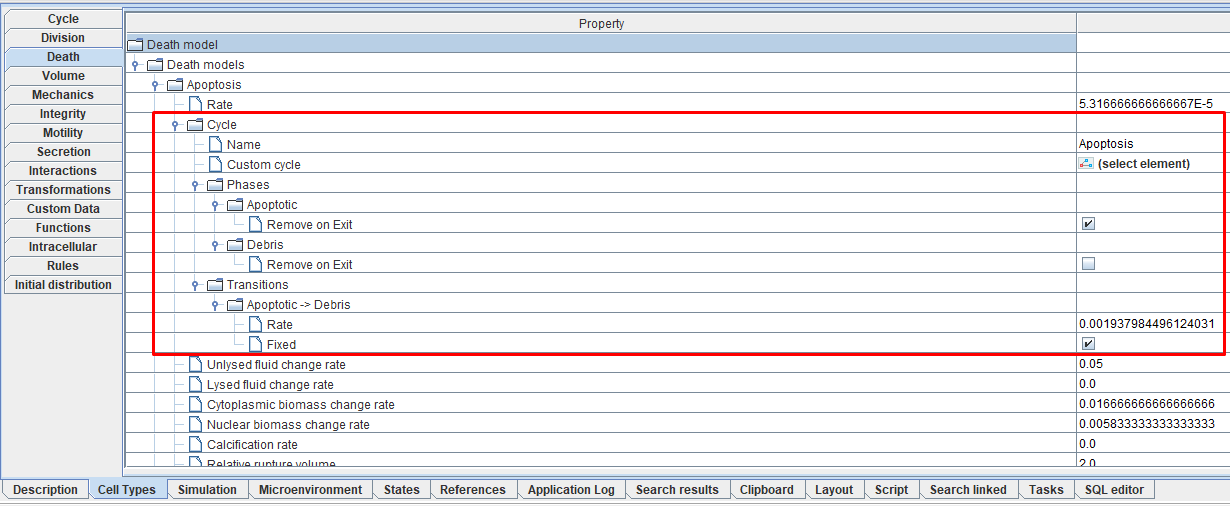 Property
Cycle
Division
Death
Volume
Mechanics
Integrity
Motility
Secretion
Interactions
Transformations
Custom Data
Functions
Intracellular
Rules
Initial distribution
Death model
Death models
Apoptosis
Rate 5.316666666666667E-5
Cycle
Name Apoptosis
Custom cycle (select element)
Phases
Apoptotic
Remove on Exit
Debris
Remove on Exit
Transitions
Apoptotic -> Debris
Rate 0.001937984496124031
Fixed
Unlysed fluid change rate 0.05
Lysed fluid change rate 0.0
Cytoplasmic biomass change rate 0.016666666666666666
Nuclear biomass change rate 0.005833333333333333
Calcification rate 0.0
Relative rupture volume 2.0
Description Cell Types Simulation Microenvironment States References Application Log Search results Clipboard Layout Script Search linked Tasks SQL editor